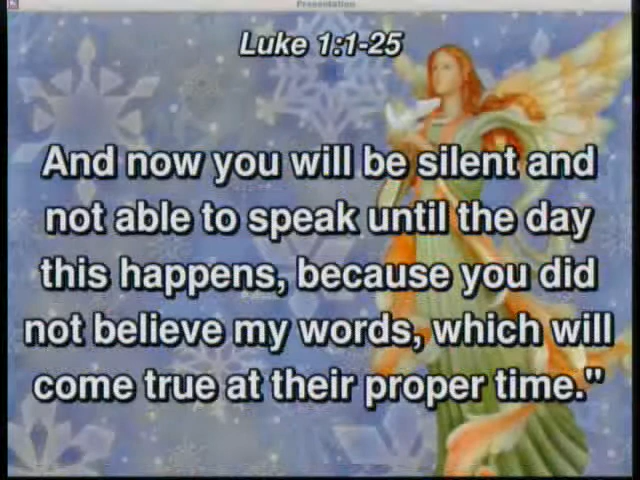 Presentation
Luke 1:1-25
And now you will be silent and
not able to speak until the day
this happens, because you did
not believe my words, which will
come true at their proper time."